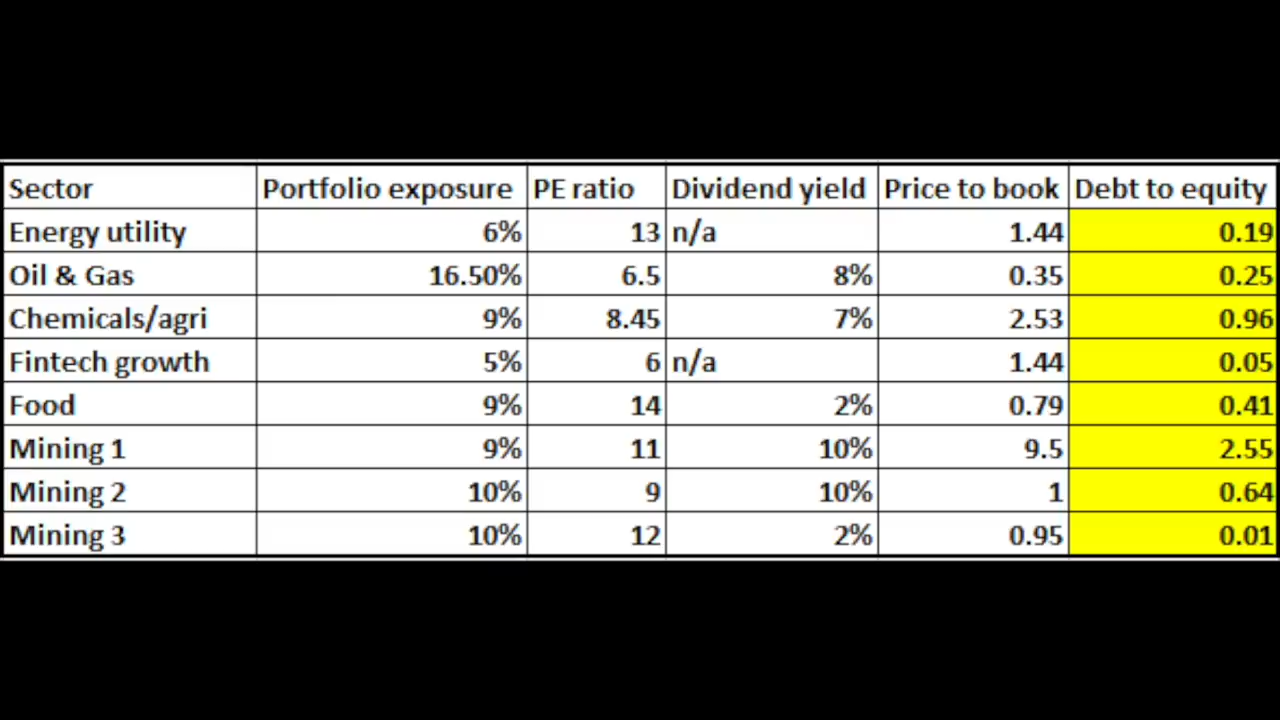 Sector Portfolio exposure PE ratio Dividend yield Price to book Debt to equity
Energy utility 6% 13 n/a 1.44 0.19
Oil & Gas 16.50% 6.5 8% 0.35 0.25
Chemicals/agri 9% 8.45 7% 2.53 0.96
Fintech growth 5% 6 n/a 1.44 0.05
Food 9% 14 2% 0.79 0.41
Mining 1 9% 11 10% 9.5 2.55
Mining 2 10% 9 10% 1 0.64
Mining 3 10% 12 2% 0.95 0.01